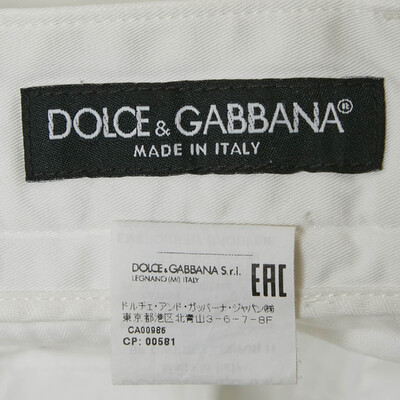 DOLCE & GABBANA®
MADE IN ITALY
DOLCE & GABBANA S.r.l.
LEGNANO (MI) ITALY
EAC
ドルチェ・アンド・ガッバーナ・ジャパン㈱
東京都港区北青山3-6-7-8F
CA00985
CP: 00581